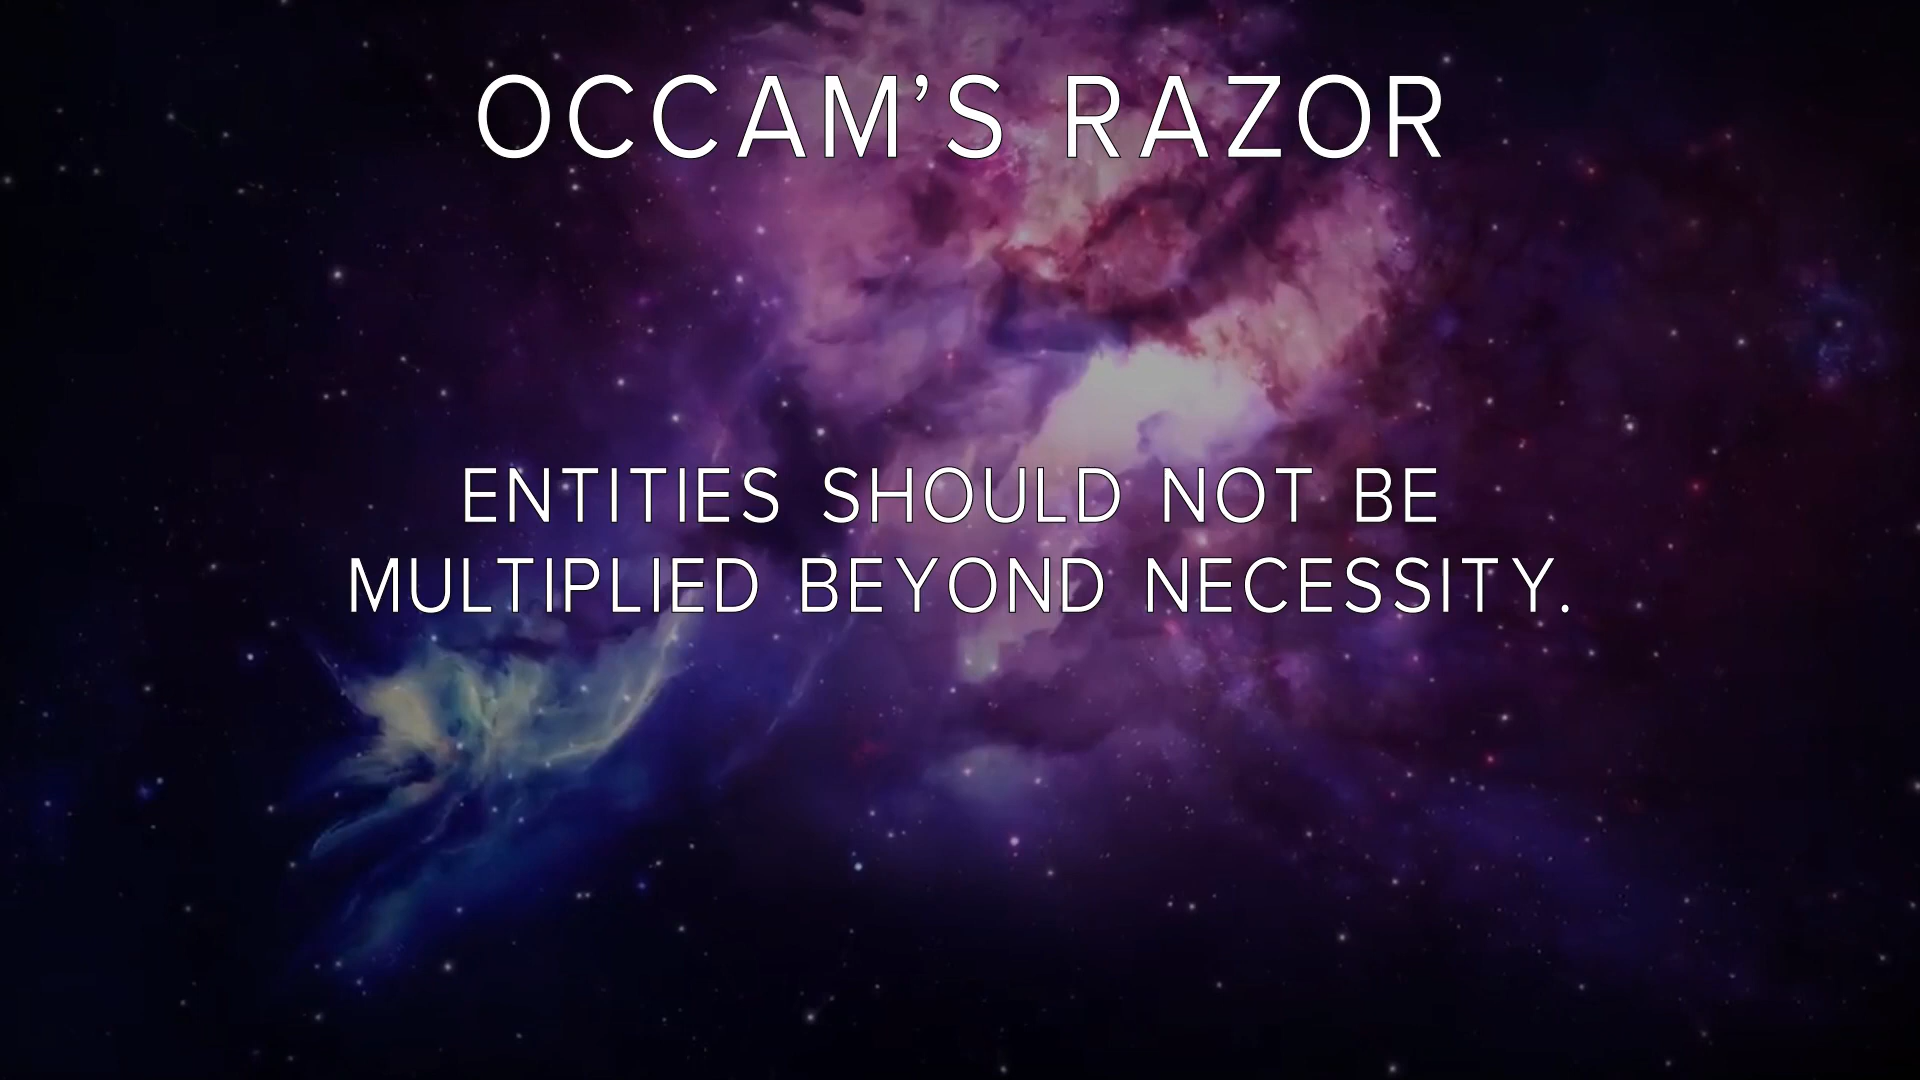 OCCAM’S RAZOR
ENTITIES SHOULD NOT BE
MULTIPLIED BEYOND NECESSITY.